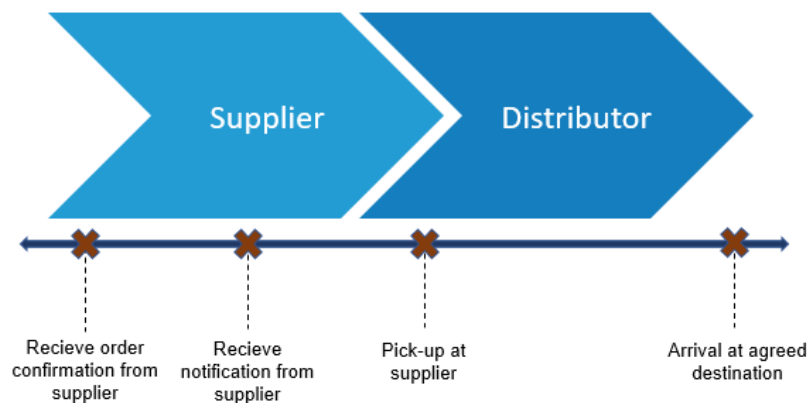 Supplier
Distributor
Recieve order
confirmation from
supplier
Recieve
notification from
supplier
Pick-up at
supplier
Arrival at agreed
destination